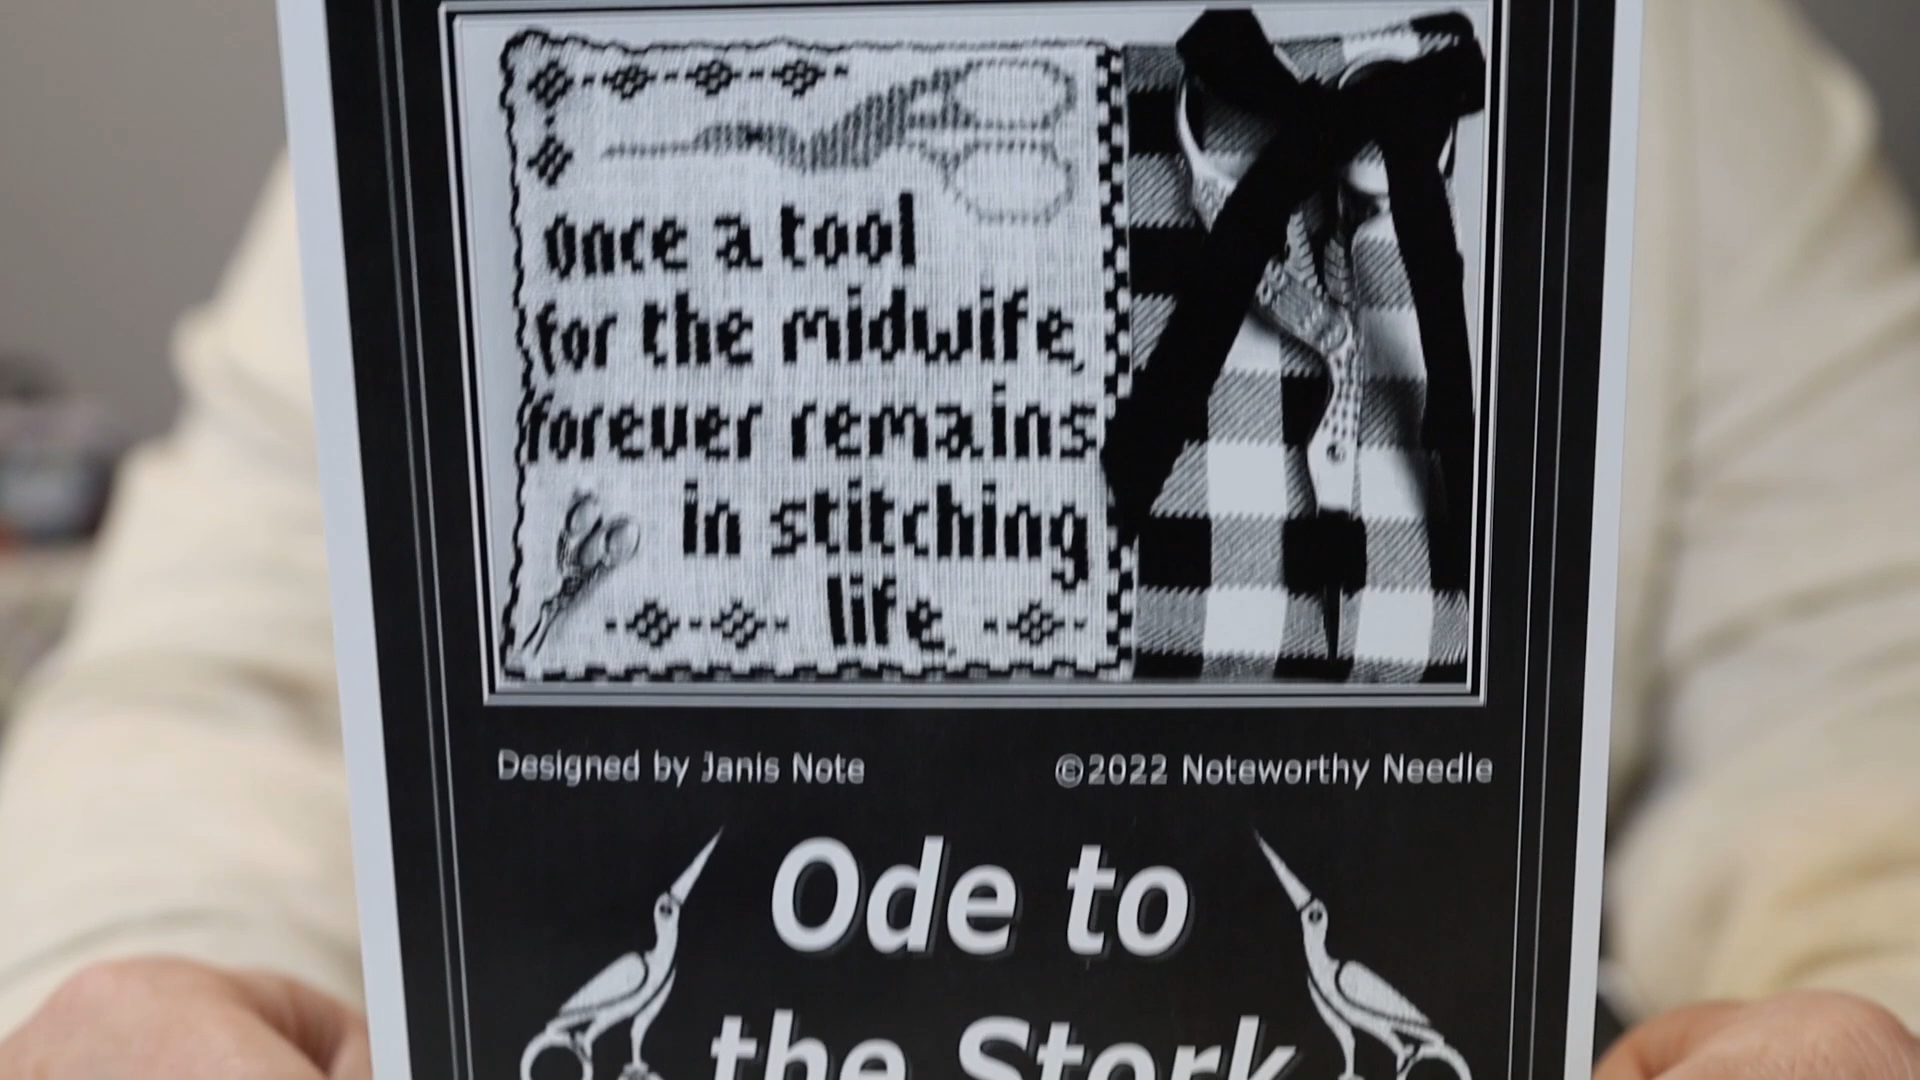 once a tool
for the midwife,
forever remains
in stitching
life.
Designed by Janis Note
©2022 Noteworthy Needle
Ode to
the Stork